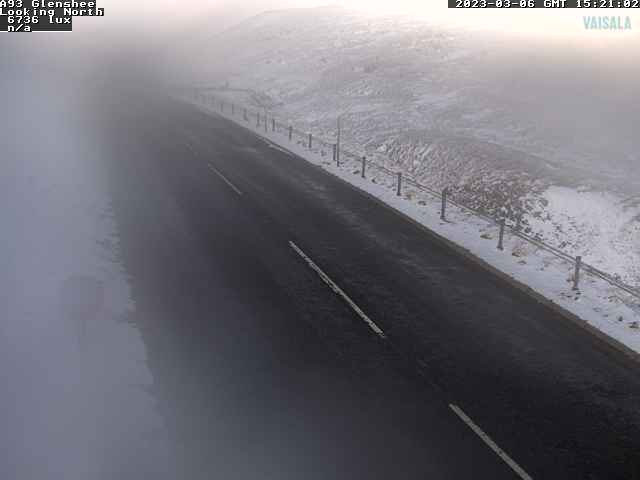 A93 Glenshee
Looking North
6736 lux
n/a
2023-03-06 GMT 15:21:02
VAISALA